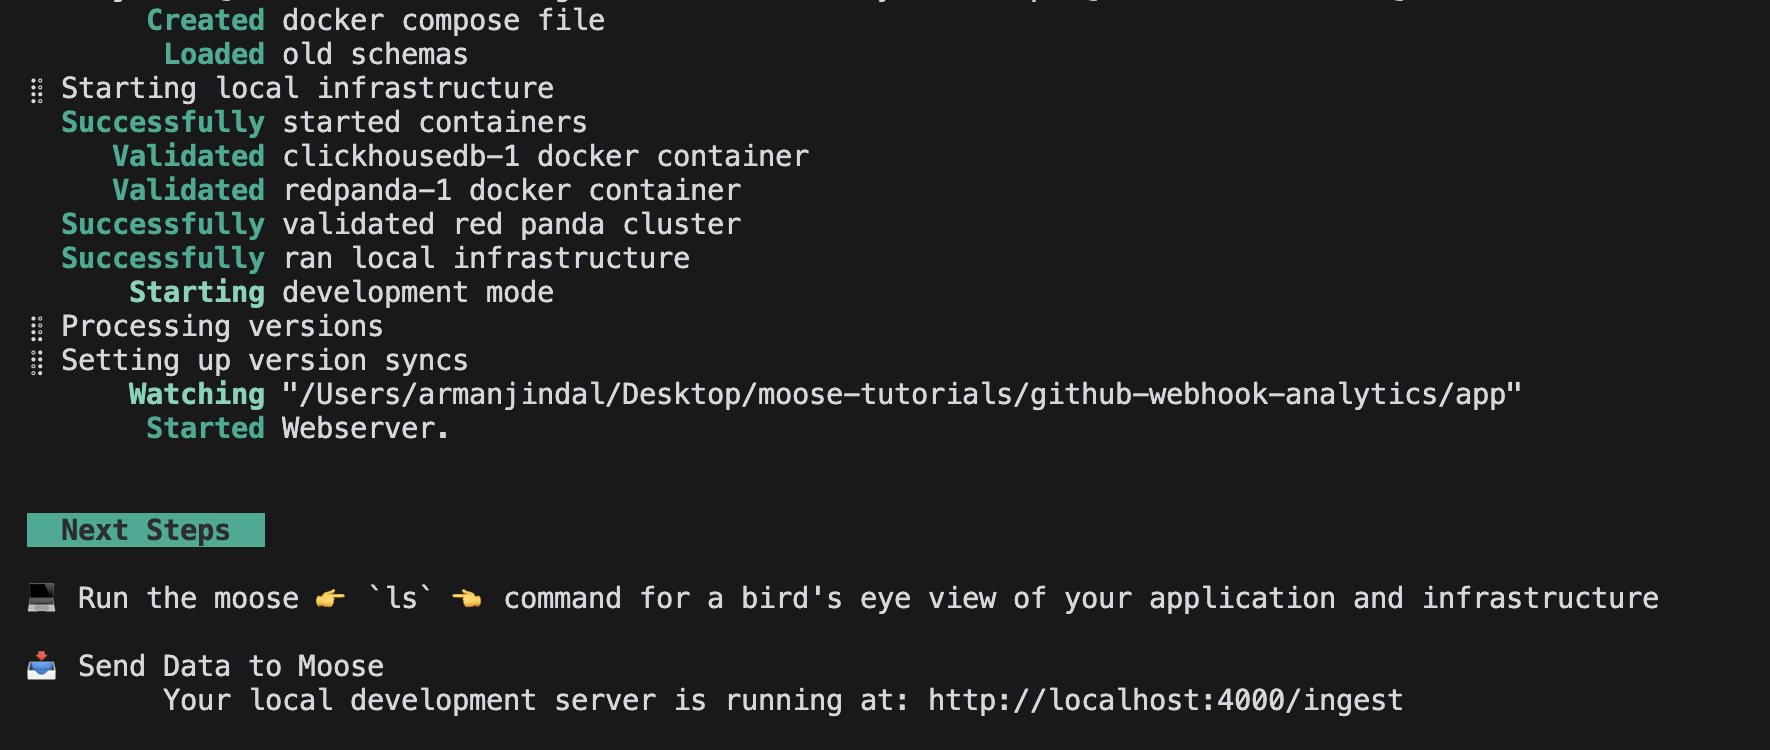 Created docker compose file
Loaded old schemas
⣾ Starting local infrastructure
Successfully started containers
Validated clickhousedb-1 docker container
Validated redpanda-1 docker container
Successfully validated red panda cluster
Successfully ran local infrastructure
Starting development mode
⣾ Processing versions
⣽ Setting up version syncs
Watching "/Users/armanjindal/Desktop/moose-tutorials/github-webhook-analytics/app"
Started Webserver.
Next Steps
💻 Run the moose 👉 `ls` 👈 command for a bird's eye view of your application and infrastructure
📥 Send Data to Moose
Your local development server is running at: http://localhost:4000/ingest